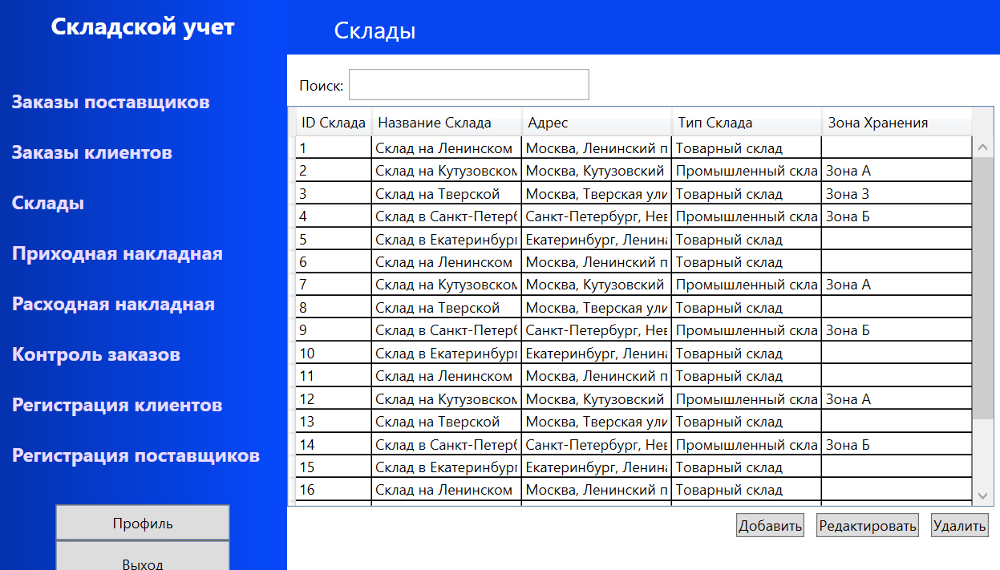 Складской учет
Заказы поставщиков
Заказы клиентов
Склады
Приходная накладная
Расходная накладная
Контроль заказов
Регистрация клиентов
Регистрация поставщиков
Профиль
Выход
Склады
Поиск:
ID Склада Название Склада Адрес Тип Склада Зона Хранения
1 Склад на Ленинском Москва, Ленинский п Товарный склад
2 Склад на Кутузовском Москва, Кутузовский Промышленный скла Зона А
3 Склад на Тверской Москва, Тверская ули Товарный склад Зона 3
4 Склад в Санкт-Петерб Санкт-Петербург, Нев Промышленный скла Зона Б
5 Склад в Екатеринбург Екатеринбург, Ленина Товарный склад
6 Склад на Ленинском Москва, Ленинский п Товарный склад
7 Склад на Кутузовском Москва, Кутузовский Промышленный скла Зона А
8 Склад на Тверской Москва, Тверская ули Товарный склад
9 Склад в Санкт-Петерб Санкт-Петербург, Нев Промышленный скла Зона Б
10 Склад в Екатеринбург Екатеринбург, Ленина Товарный склад
11 Склад на Ленинском Москва, Ленинский п Товарный склад
12 Склад на Кутузовском Москва, Кутузовский Промышленный скла Зона А
13 Склад на Тверской Москва, Тверская ули Товарный склад
14 Склад в Санкт-Петерб Санкт-Петербург, Нев Промышленный скла Зона Б
15 Склад в Екатеринбург Екатеринбург, Ленина Товарный склад
16 Склад на Ленинском Москва, Ленинский п Товарный склад
Добавить Редактировать Удалить